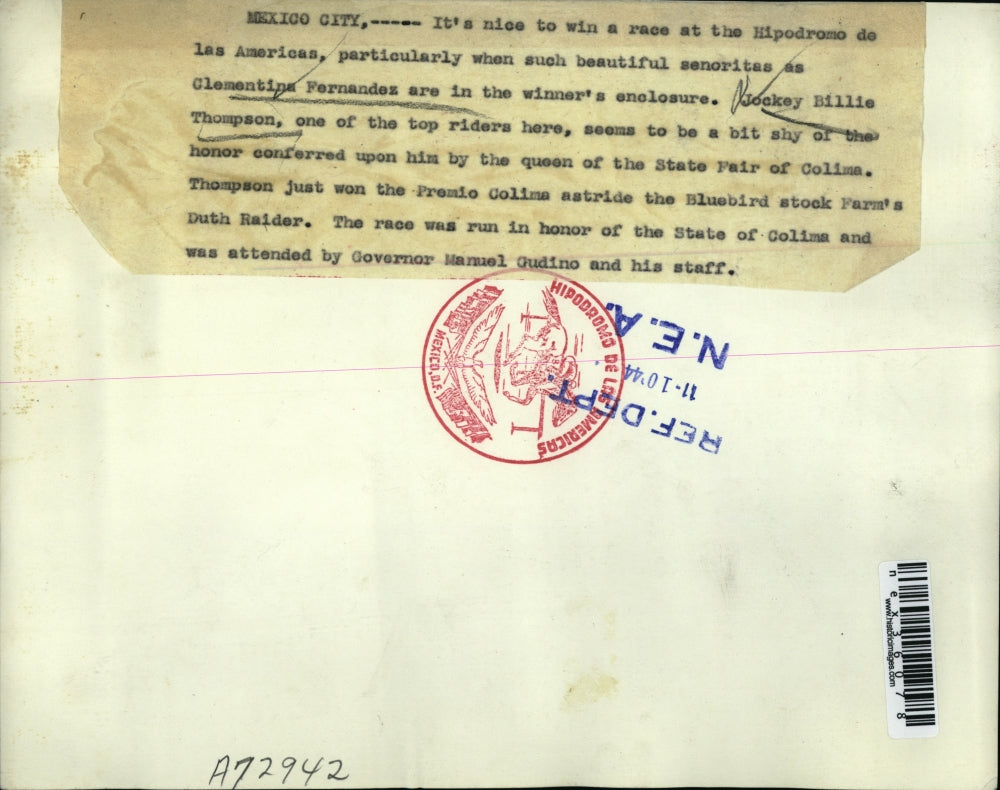 MEXICO CITY,----- It's nice to win a race at the Hipodromo de
las Americas, particularly when such beautiful senoritas as
Clementina Fernandez are in the winner's enclosure. Jockey Billie
Thompson, one of the top riders here, seems to be a bit shy of the
honor conferred upon him by the queen of the State Fair of Colima.
Thompson just won the Premio Colima astride the Bluebird stock Farm's
Duth Raider. The race was run in honor of the State of Colima and
was attended by Governor Manuel Gudino and his staff.
HIPODROMO DE LAS AMERICAS
MEXICO, D.F.
REF. DEPT.
11-10'44
N.E.A.
nex36078
www.historicimages.com
A72942